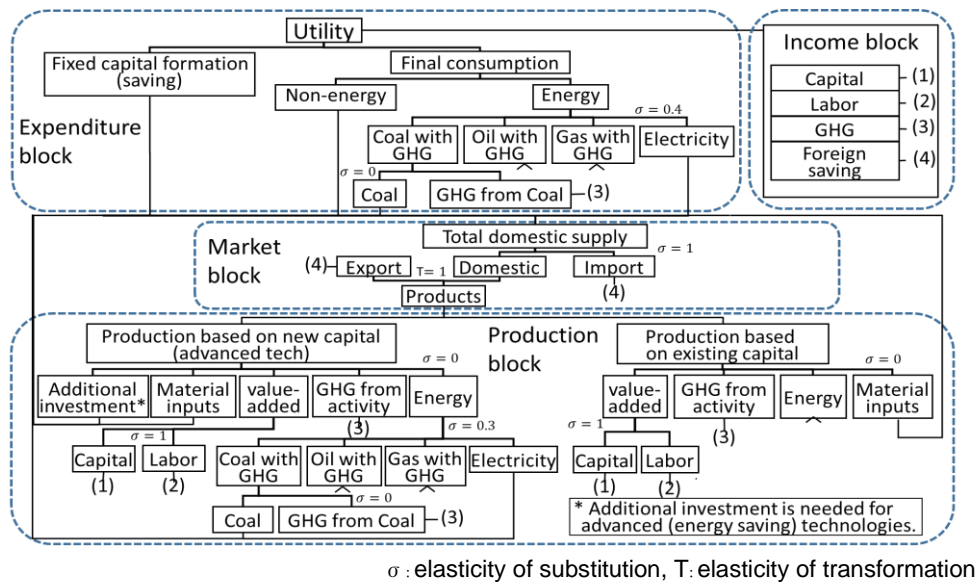 Utility
Fixed capital formation
(saving)
Final consumption
Non-energy
Energy
σ = 0.4
Coal with
GHG
Oil with
GHG
Gas with
GHG
Electricity
σ = 0
Coal
GHG from Coal
(3)
Expenditure
block
Income block
Capital
(1)
Labor
(2)
GHG
(3)
Foreign
saving
(4)
Market
block
Total domestic supply
σ = 1
(4)
Export
T= 1
Domestic
Import
(4)
Products
Production
block
Production based on new capital
(advanced tech)
σ = 0
Additional
investment*
Material
inputs
value-
added
GHG from
activity
Energy
(3)
σ = 1
σ = 0.3
Capital
Labor
(1)
(2)
Coal with
GHG
Oil with
GHG
Gas with
GHG
Electricity
σ = 0
Coal
GHG from Coal
(3)
Production based
on existing capital
σ = 0
value-
added
GHG from
activity
Energy
Material
inputs
σ = 1
(3)
Capital
Labor
(1)
(2)
* Additional investment is needed for
advanced (energy saving) technologies.
σ : elasticity of substitution, T: elasticity of transformation